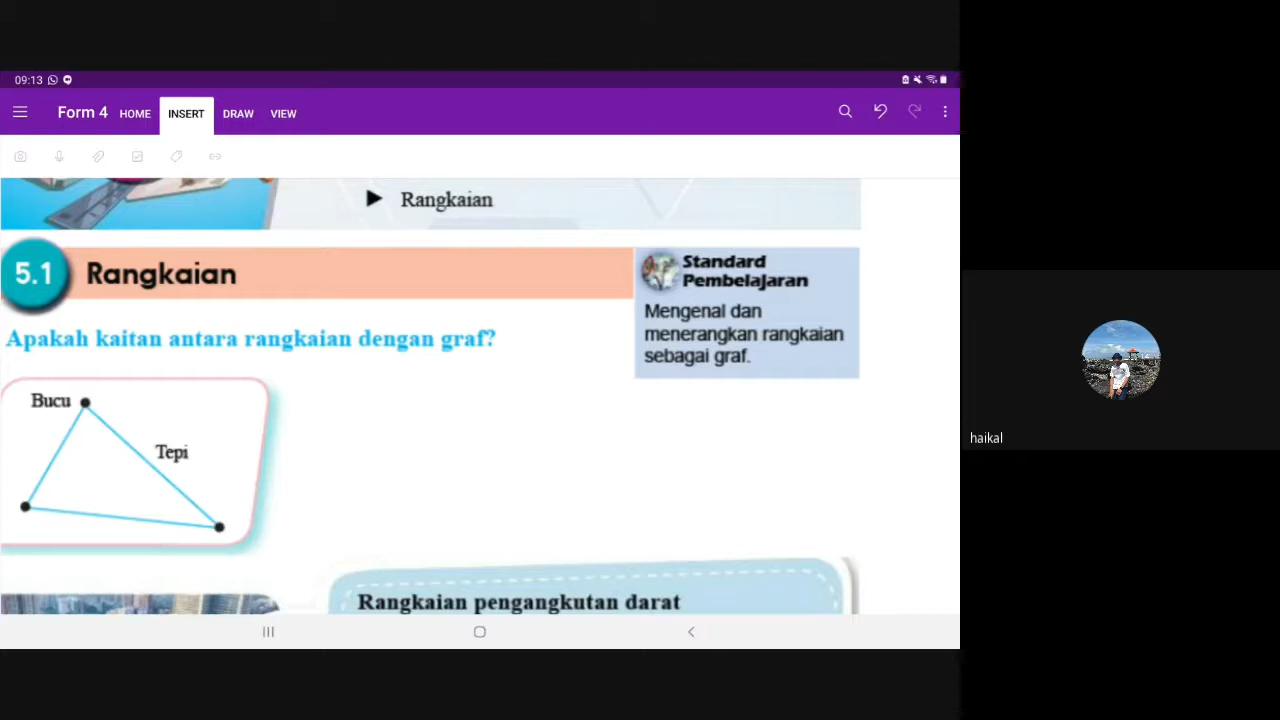 09:13
Form 4 HOME INSERT DRAW VIEW
Rangkaian
5.1 Rangkaian
Standard
Pembelajaran
Mengenal dan
menerangkan rangkaian
sebagai graf.
Apakah kaitan antara rangkaian dengan graf?
Bucu
Tepi
Rangkaian pengangkutan darat
haikal